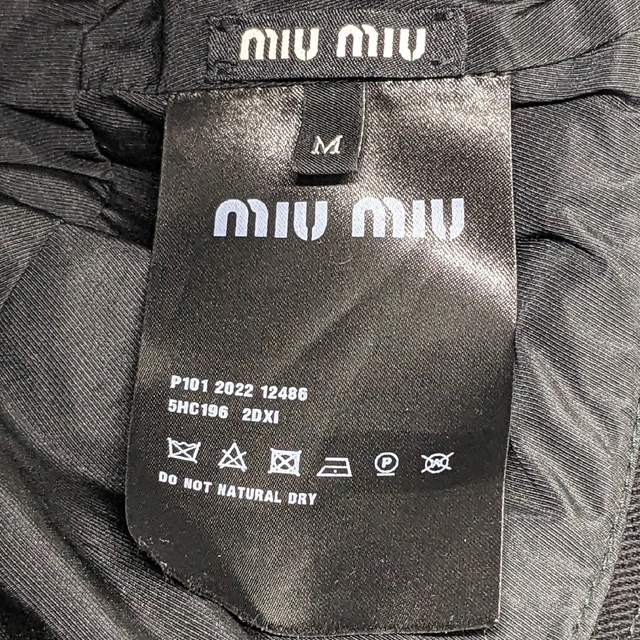 miu miu
M
miu miu
P101 2022 12486
5HC196 2DXI
P W
DO NOT NATURAL DRY